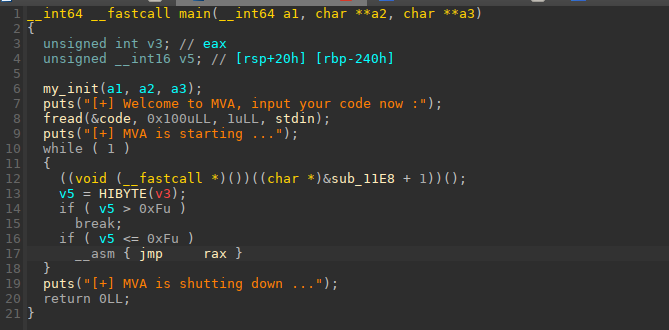 1 __int64 __fastcall main(__int64 a1, char **a2, char **a3)
2 {
3 unsigned int v3; // eax
4 unsigned __int16 v5; // [rsp+20h] [rbp-240h]
5
6 my_init(a1, a2, a3);
7 puts("[+] Welcome to MVA, input your code now :");
8 fread(&code, 0x100uLL, 1uLL, stdin);
9 puts("[+] MVA is starting ...");
10 while ( 1 )
11 {
12 ((void (__fastcall *)())((char *)&sub_11E8 + 1))();
13 v5 = HIBYTE(v3);
14 if ( v5 > 0xFu )
15 break;
16 if ( v5 <= 0xFu )
17 __asm { jmp     rax }
18 }
19 puts("[+] MVA is shutting down ...");
20 return 0LL;
21 }